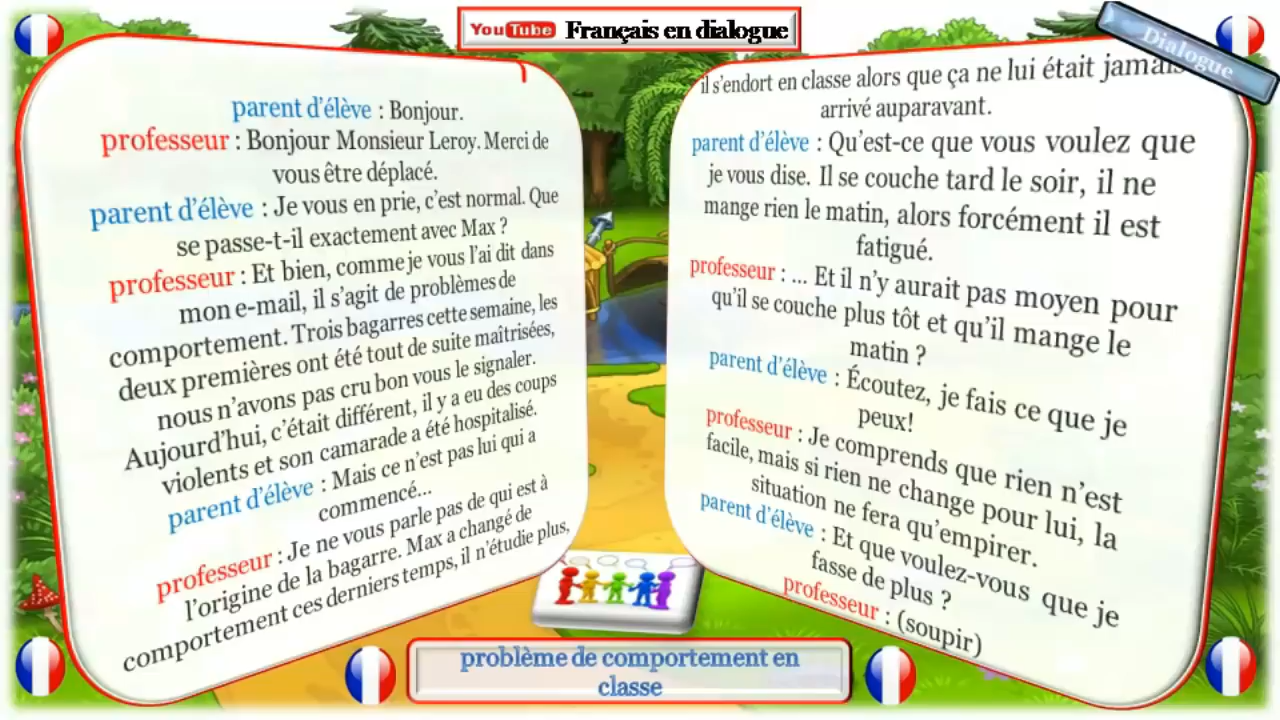 YouTube Français en dialogue
Dialogue
parent d'élève : Bonjour.
professeur : Bonjour Monsieur Leroy. Merci de
vous être déplacé.
parent d'élève : Je vous en prie, c'est normal. Que
se passe-t-il exactement avec Max ?
professeur : Et bien, comme je vous l'ai dit dans
mon e-mail, il s'agit de problèmes de
comportement. Trois bagarres cette semaine, les
deux premières ont été tout de suite maîtrisées,
nous n'avons pas cru bon vous le signaler.
Aujourd'hui, c'était différent, il y a eu des coups
violents et son camarade a été hospitalisé.
parent d'élève : Mais ce n'est pas lui qui a
commencé...
professeur : Je ne vous parle pas de qui est à
l'origine de la bagarre. Max a changé de
comportement ces derniers temps, il n'étudie plus,
il s'endort en classe alors que ça ne lui était jamais
arrivé auparavant.
parent d'élève : Qu'est-ce que vous voulez que
je vous dise. Il se couche tard le soir, il ne
mange rien le matin, alors forcément il est
fatigué.
professeur : ... Et il n'y aurait pas moyen pour
qu'il se couche plus tôt et qu'il mange le
matin ?
parent d'élève : Écoutez, je fais ce que je
peux!
professeur : Je comprends que rien n'est
facile, mais si rien ne change pour lui, la
situation ne fera qu'empirer.
parent d'élève : Et que voulez-vous que je
fasse de plus ?
professeur : (soupir)
problème de comportement en
classe